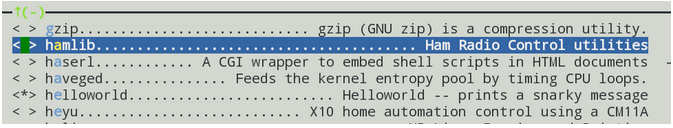 ↑(-)
< > gzip............................ gzip (GNU zip) is a compression utility.
< > hamlib........................................ Ham Radio Control utilities
< > haserl............ A CGI wrapper to embed shell scripts in HTML documents
< > haveged............... Feeds the kernel entropy pool by timing CPU loops.
<*> helloworld......................... Helloworld -- prints a snarky message
< > heyu.......................... X10 home automation control using a CM11A